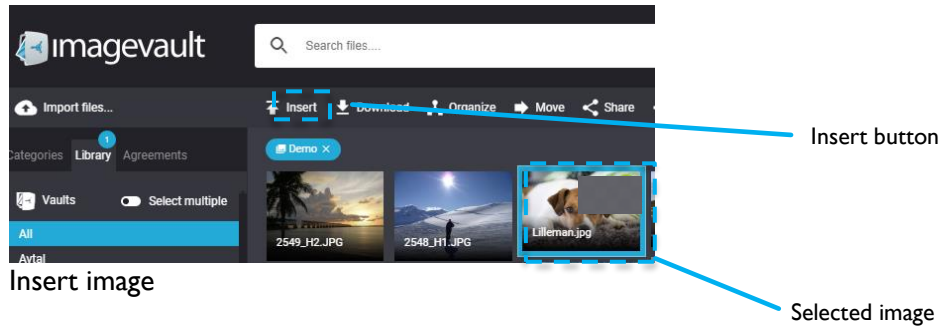 imagevault
Search files....
Import files...
Insert Download Organize Move Share
Insert button
Categories Library 1 Agreements
Demo ×
Vaults Select multiple
All
Avtal
2549_H2.JPG 2548_H1.JPG Lilleman.jpg
Insert image
Selected image